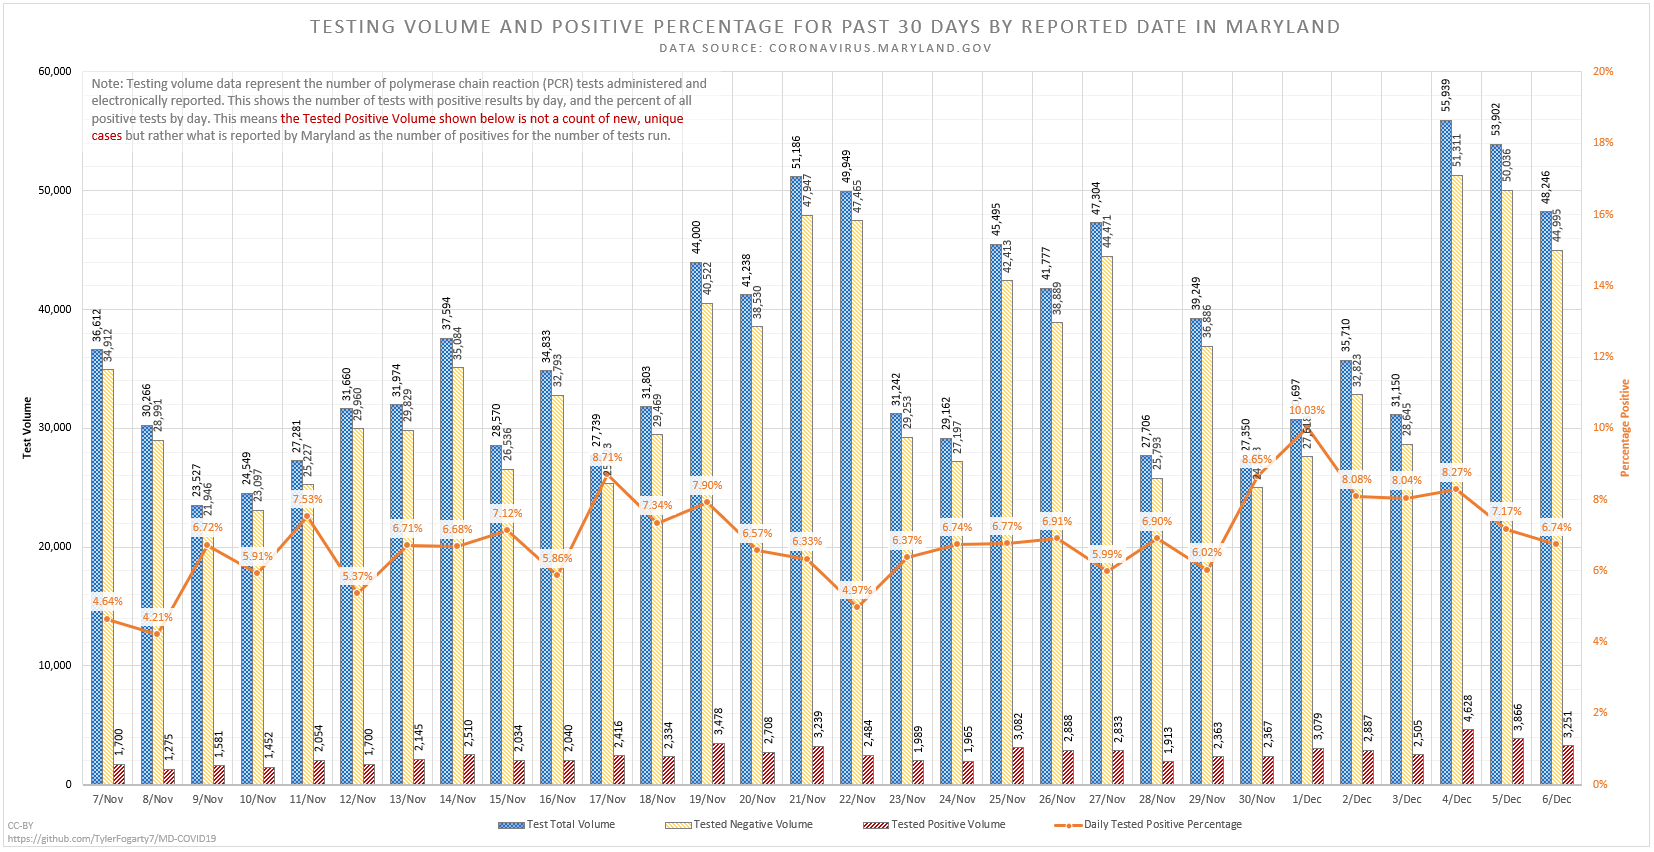 TESTING VOLUME AND POSITIVE PERCENTAGE FOR PAST 30 DAYS BY REPORTED DATE IN MARYLAND
DATA SOURCE: CORONAVIRUS.MARYLAND.GOV
Note: Testing volume data represent the number of polymerase chain reaction (PCR) tests administered and
electronically reported. This shows the number of tests with positive results by day, and the percent of all
positive tests by day. This means the Tested Positive Volume shown below is not a count of new, unique
cases but rather what is reported by Maryland as the number of positives for the number of tests run.
Test Volume
60,000
50,000
40,000
30,000
20,000
10,000
0
Percentage Positive
20%
18%
16%
14%
12%
10%
8%
6%
4%
2%
0%
36,612 34,912 4.64% 1,700
30,266 28,991 4.21% 1,275
23,527 21,946 6.72% 1,581
24,549 23,097 5.91% 1,452
27,281 25,227 7.53% 2,054
31,660 29,960 5.37% 1,700
31,974 29,829 6.71% 2,145
37,594 35,084 6.68% 2,510
28,570 26,536 7.12% 2,034
34,833 32,793 5.86% 2,040
27,739 8.71% 2,416
31,803 29,469 7.34% 2,334
44,000 40,522 7.90% 3,478
41,238 38,530 6.57% 2,708
51,186 47,947 6.33% 3,239
49,949 47,465 4.97% 2,484
31,242 29,253 6.37% 1,989
29,162 27,197 6.74% 1,965
45,495 42,413 6.77% 3,082
41,777 38,889 6.91% 2,888
47,304 44,471 5.99% 2,833
27,706 25,793 6.90% 1,913
39,249 36,886 6.02% 2,363
27,350 8.65% 2,367
27,618 10.03% 3,079
35,710 32,823 8.08% 2,887
31,150 28,645 8.04% 2,505
55,939 51,311 8.27% 4,628
53,902 50,036 7.17% 3,866
48,246 44,995 6.74% 3,251
7/Nov 8/Nov 9/Nov 10/Nov 11/Nov 12/Nov 13/Nov 14/Nov 15/Nov 16/Nov 17/Nov 18/Nov 19/Nov 20/Nov 21/Nov 22/Nov 23/Nov 24/Nov 25/Nov 26/Nov 27/Nov 28/Nov 29/Nov 30/Nov 1/Dec 2/Dec 3/Dec 4/Dec 5/Dec 6/Dec
Test Total Volume Tested Negative Volume Tested Positive Volume Daily Tested Positive Percentage
CC-BY
https://github.com/TylerFogarty7/MD-COVID19